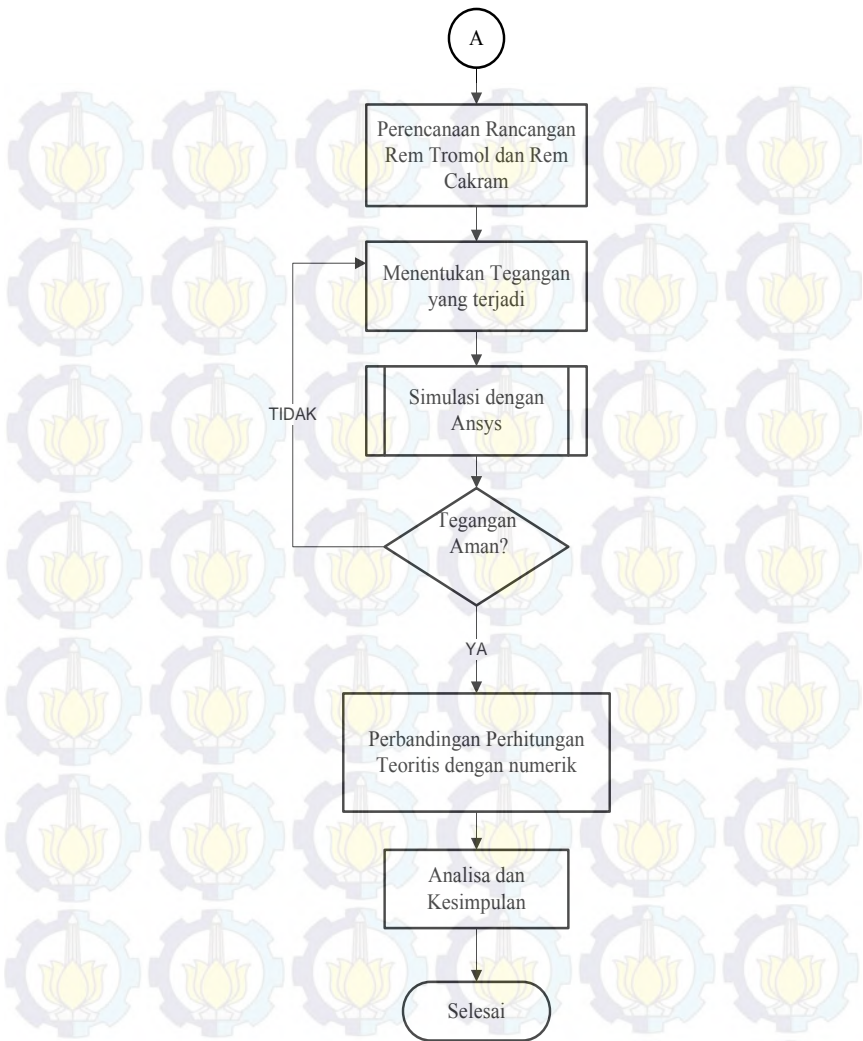 A
Perencanaan Rancangan
Rem Tromol dan Rem
Cakram
Menentukan Tegangan
yang terjadi
Simulasi dengan
Ansys
TIDAK
Tegangan
Aman?
YA
Perbandingan Perhitungan
Teoritis dengan numerik
Analisa dan
Kesimpulan
Selesai